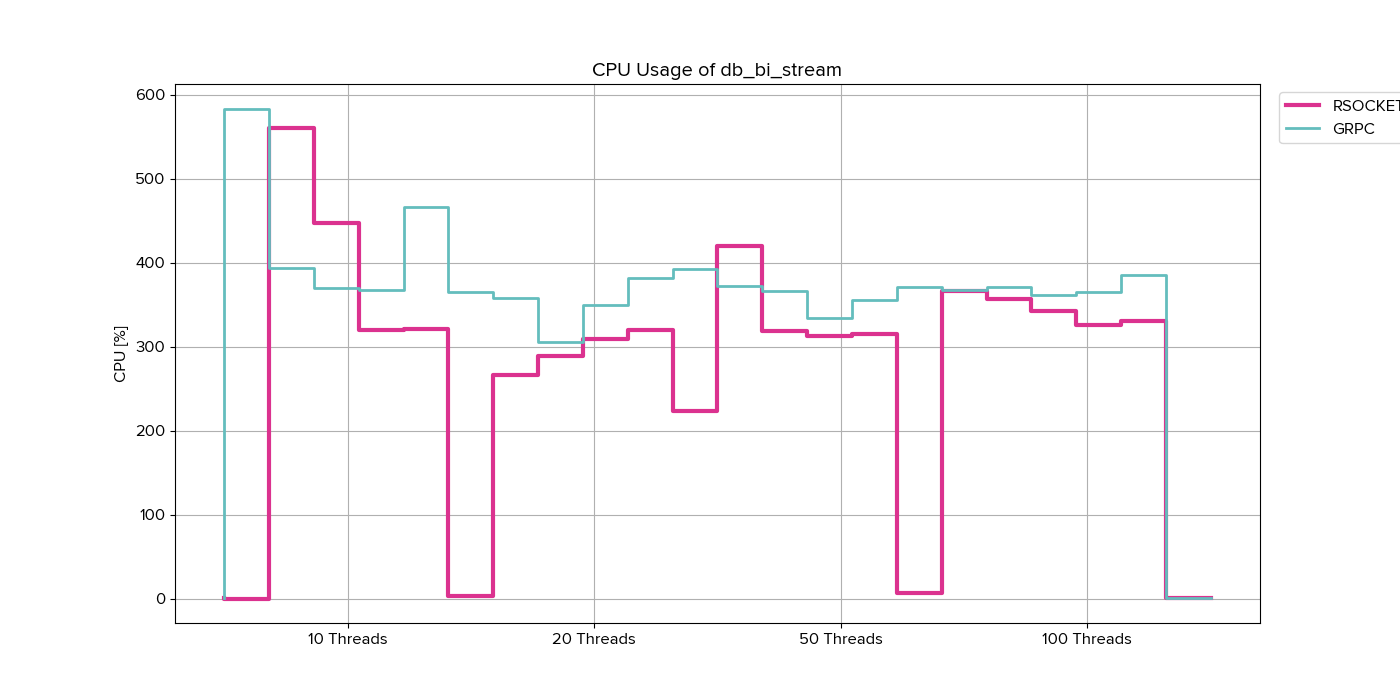 CPU Usage of db_bi_stream
600
500
400
300
200
100
0
CPU [%]
10 Threads
20 Threads
50 Threads
100 Threads
RSOCKET
GRPC